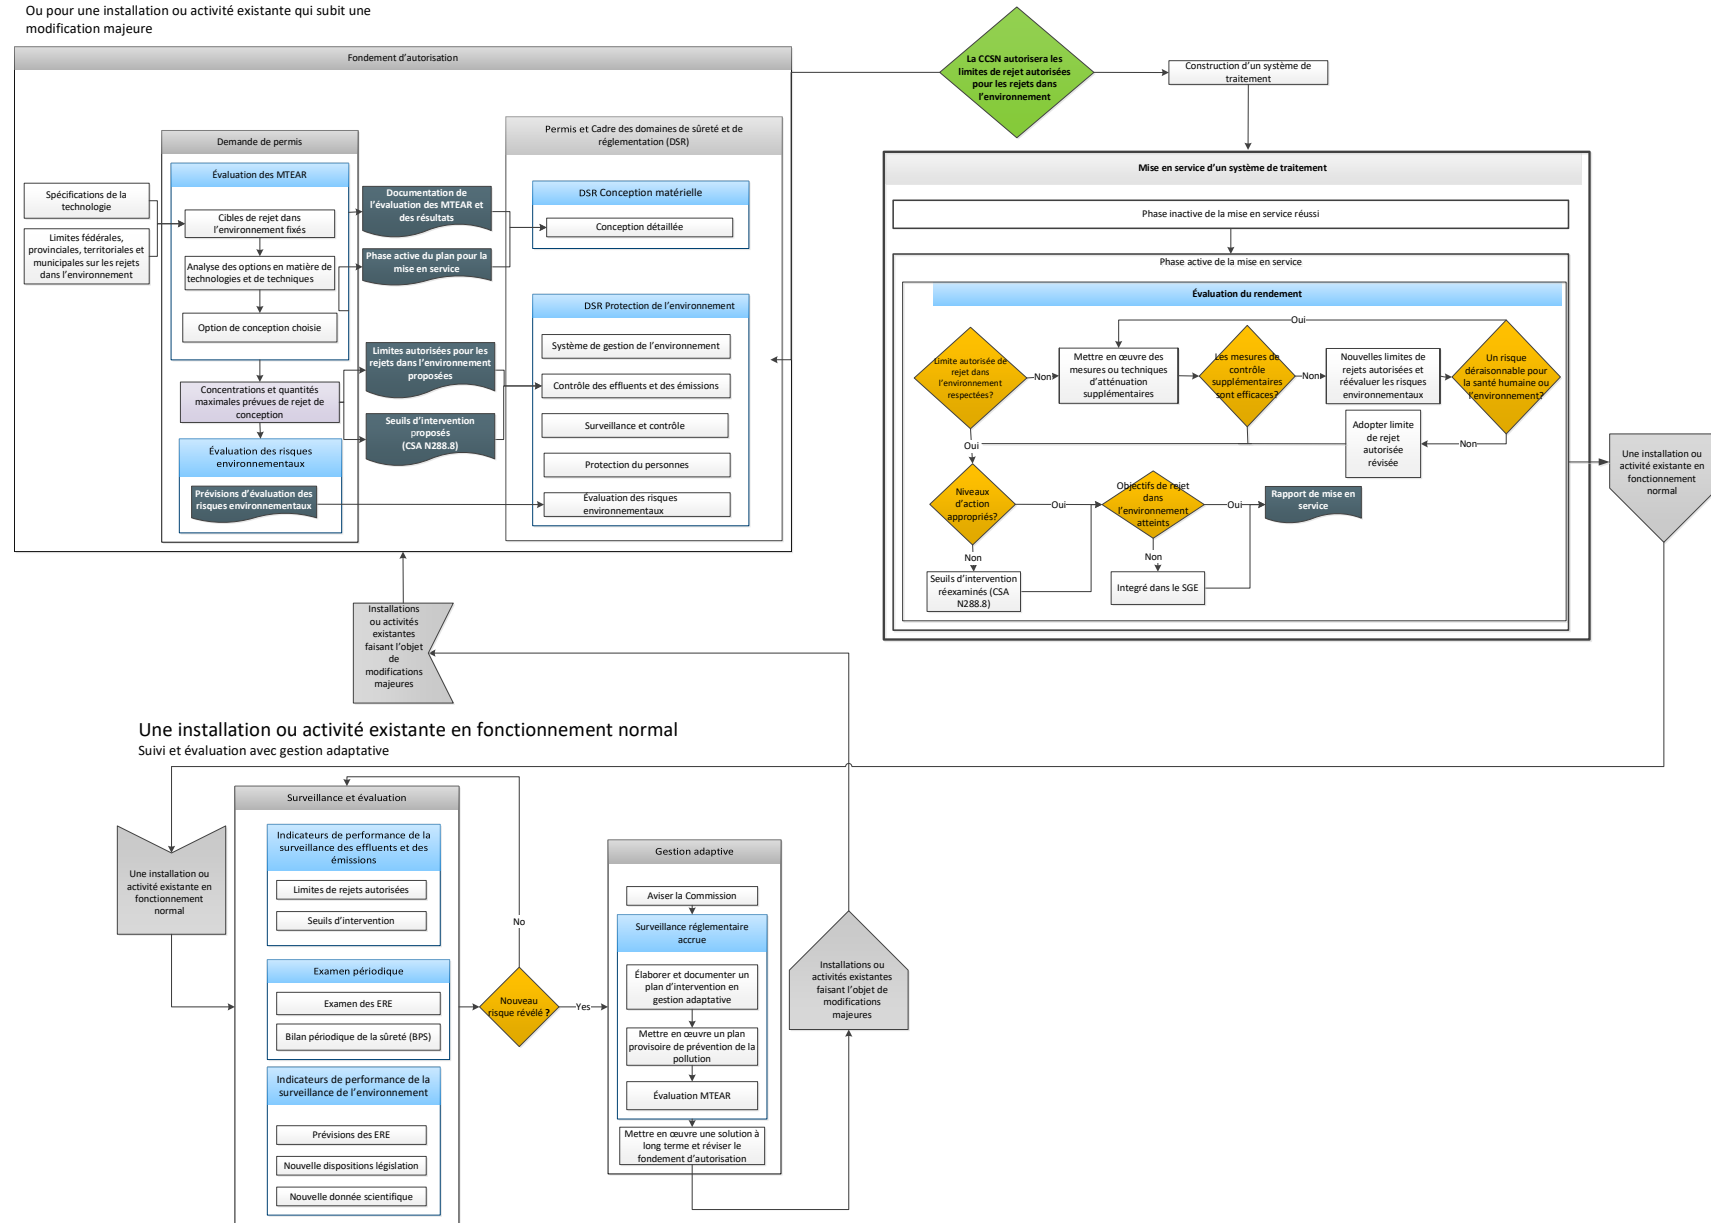 Ou pour une installation ou activité existante qui subit une
modification majeure
Fondement d'autorisation
Demande de permis
Évaluation des MTEAR
Spécifications de la
technologie
Limites fédérales,
provinciales, territoriales et
municipales sur les rejets
dans l'environnement
Cibles de rejet dans
l'environnement fixés
Analyse des options en matière de
technologies et de techniques
Option de conception choisie
Concentrations et quantités
maximales prévues de rejet de
conception
Évaluation des risques
environnementaux
Prévisions d'évaluation des
risques environnementaux
Documentation de
l'évaluation des MTEAR et
des résultats
Phase active du plan pour la
mise en service
Limites autorisées pour les
rejets dans l'environnement
proposées
Seuils d'intervention
proposés
(CSA N288.8)
Permis et Cadre des domaines de sûreté et de
réglementation (DSR)
DSR Conception matérielle
Conception détaillée
DSR Protection de l'environnement
Système de gestion de l'environnement
Contrôle des effluents et des émissions
Surveillance et contrôle
Protection du personnes
Évaluation des risques
environnementaux
La CCSN autorisera les
limites de rejet autorisées
pour les rejets dans
l'environnement
Construction d'un système de
traitement
Mise en service d'un système de traitement
Phase inactive de la mise en service réussi
Phase active de la mise en service
Évaluation du rendement
Oui
Limite autorisée de
rejet dans
l'environnement
respectées?
Non
Mettre en œuvre des
mesures ou techniques
d'atténuation
supplémentaires
Les mesures de
contrôle
supplémentaires
sont efficaces?
Non
Nouvelles limites de
rejets autorisées et
réévaluer les risques
environnementaux
Un risque
déraisonnable pour
la santé humaine ou
l'environnement?
Non
Adopter limite
de rejet
autorisée
révisée
Oui
Niveaux
d'action
appropriés?
Oui
Objectifs de rejet
dans
l'environnement
atteints
Oui
Rapport de mise en
service
Non
Seuils d'intervention
réexaminés (CSA
N288.8)
Non
Integré dans le SGE
Une installation ou
activité existante en
fonctionnement
normal
Installations
ou activités
existantes
faisant l'objet
de
modifications
majeures
Une installation ou activité existante en fonctionnement normal
Suivi et évaluation avec gestion adaptative
Une installation ou
activité existante en
fonctionnement
normal
Surveillance et évaluation
Indicateurs de performance de la
surveillance des effluents et des
émissions
Limites de rejets autorisées
Seuils d'intervention
Examen périodique
Examen des ERE
Bilan périodique de la sûreté (BPS)
Indicateurs de performance de la
surveillance de l'environnement
Prévisions des ERE
Nouvelle dispositions législation
Nouvelle donnée scientifique
No
Nouveau
risque révélé ?
Yes
Gestion adaptive
Aviser la Commission
Surveillance réglementaire
accrue
Élaborer et documenter un
plan d'intervention en
gestion adaptative
Mettre en œuvre un plan
provisoire de prévention de la
pollution
Évaluation MTEAR
Mettre en œuvre une solution à
long terme et réviser le
fondement d'autorisation
Installations ou
activités existantes
faisant l'objet de
modifications
majeures